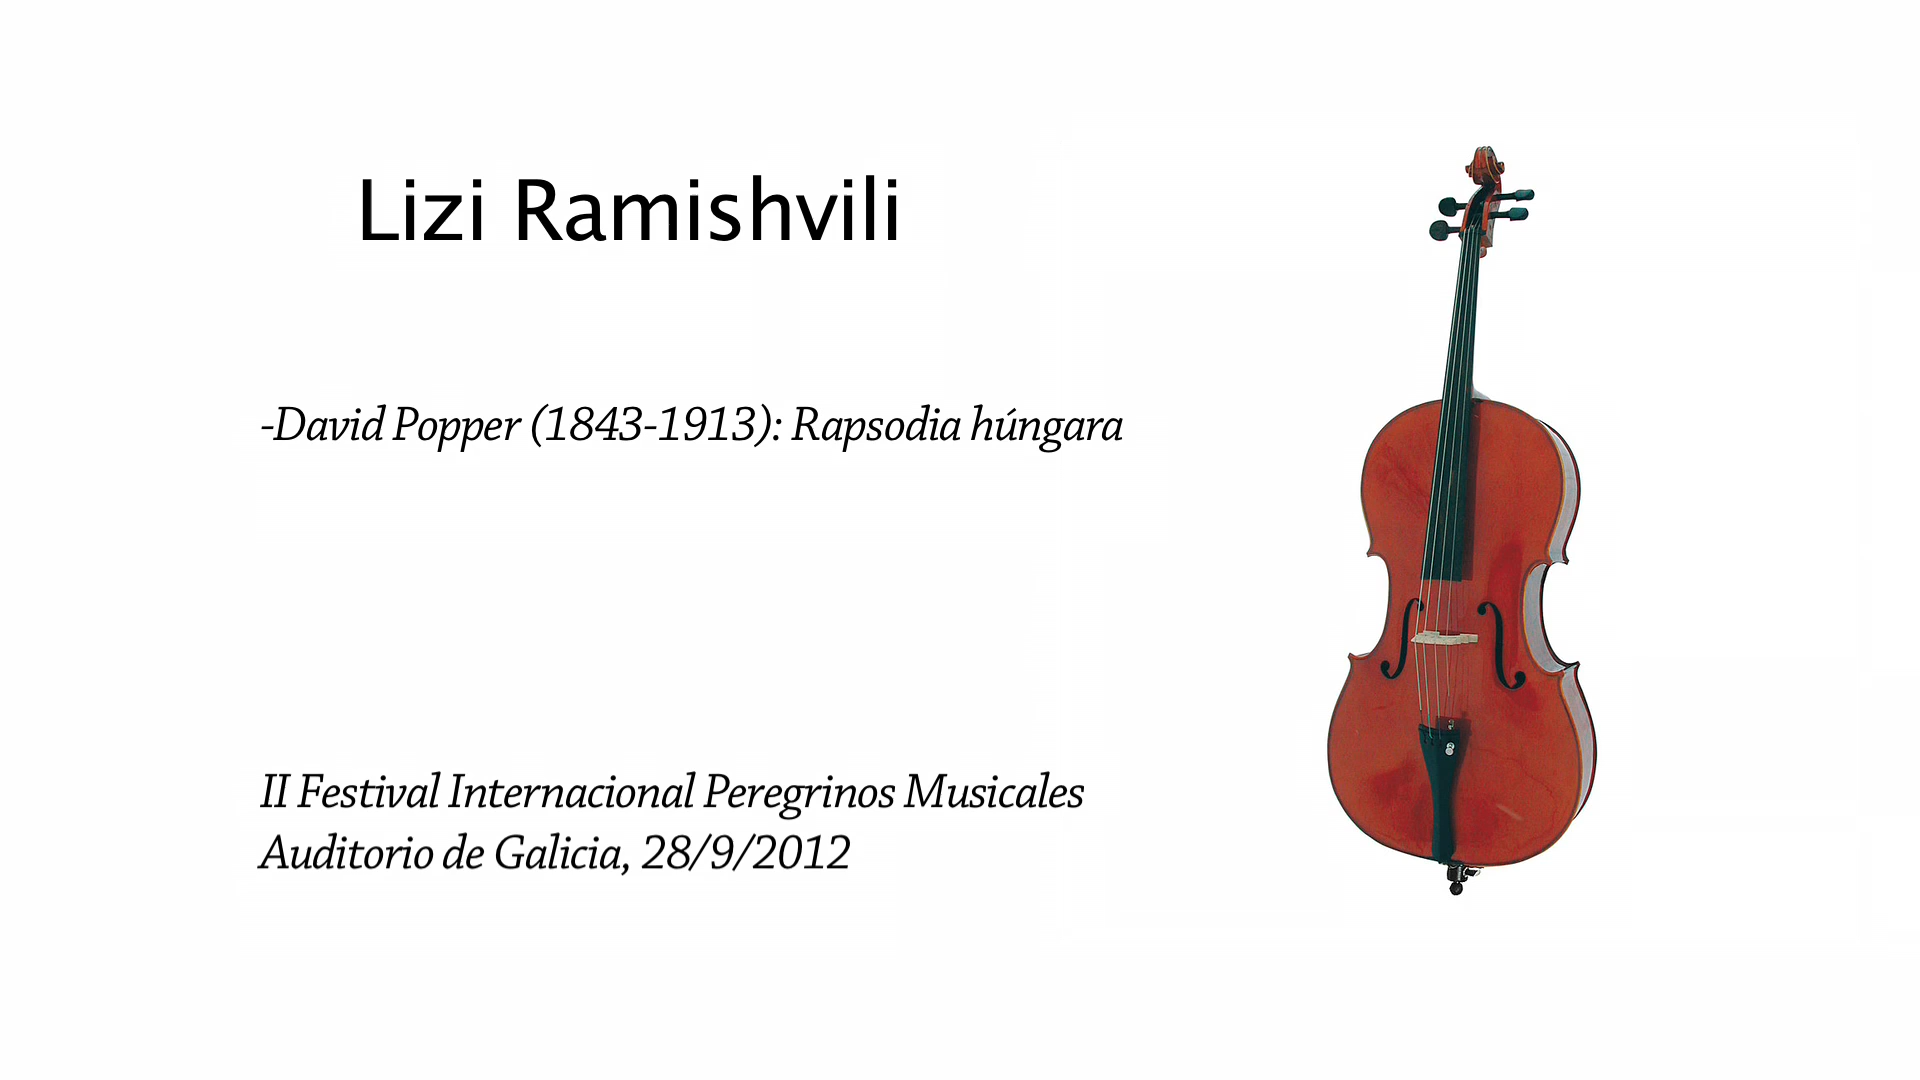 Lizi Ramishvili
-David Popper (1843-1913): Rapsodia húngara
II Festival Internacional Peregrinos Musicales
Auditorio de Galicia, 28/9/2012